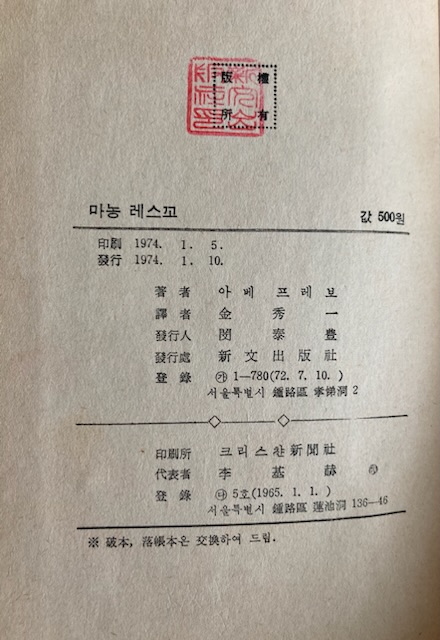 版權
所有
마농 레스꼬 값 500원
印刷 1974. 1. 5.
發行 1974. 1. 10.
著者 아베 프레보
譯者 金秀一
發行人 閔泰豊
發行處 新文出版社
登錄 ㉮ 1—780(72. 7. 10.)
서울특별시 鍾路區 孝悌洞 2
印刷所 크리스챤新聞社
代表者 李基
登錄 ㉯ 5호(1965. 1. 1.)
서울특별시 鍾路區 蓮池洞 136—46
※ 破本, 落帳本은 交換하여 드림.